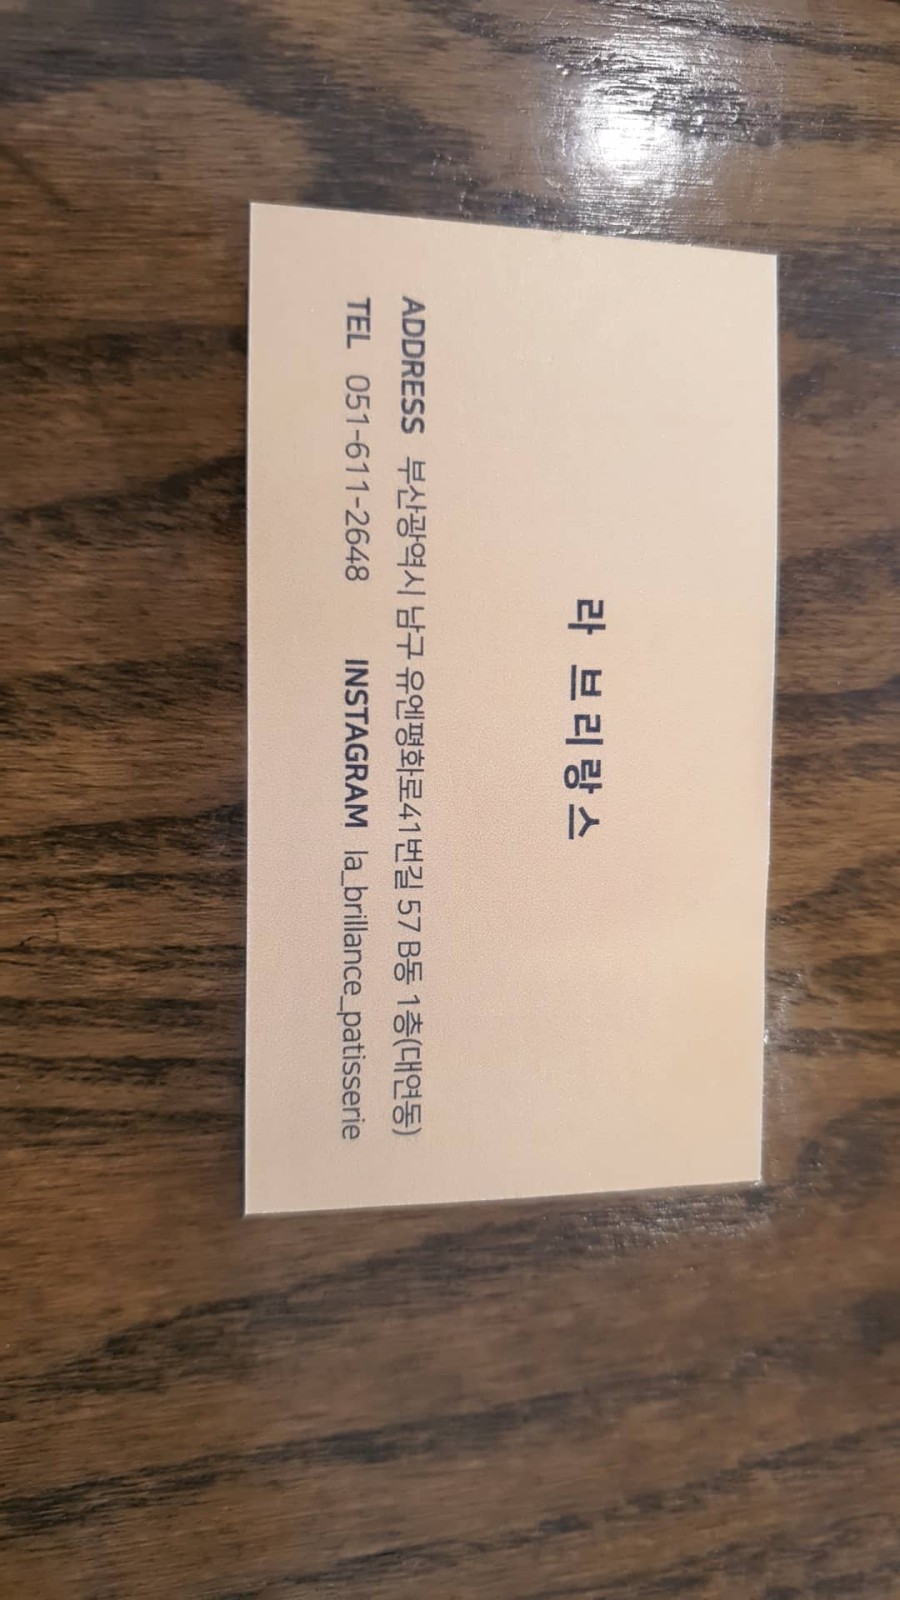 라 브리랑스
ADDRESS 부산광역시 남구 유엔평화로41번길 57 B동 1층(대연동)
TEL 051-611-2648 INSTAGRAM la_brillance_patisserie